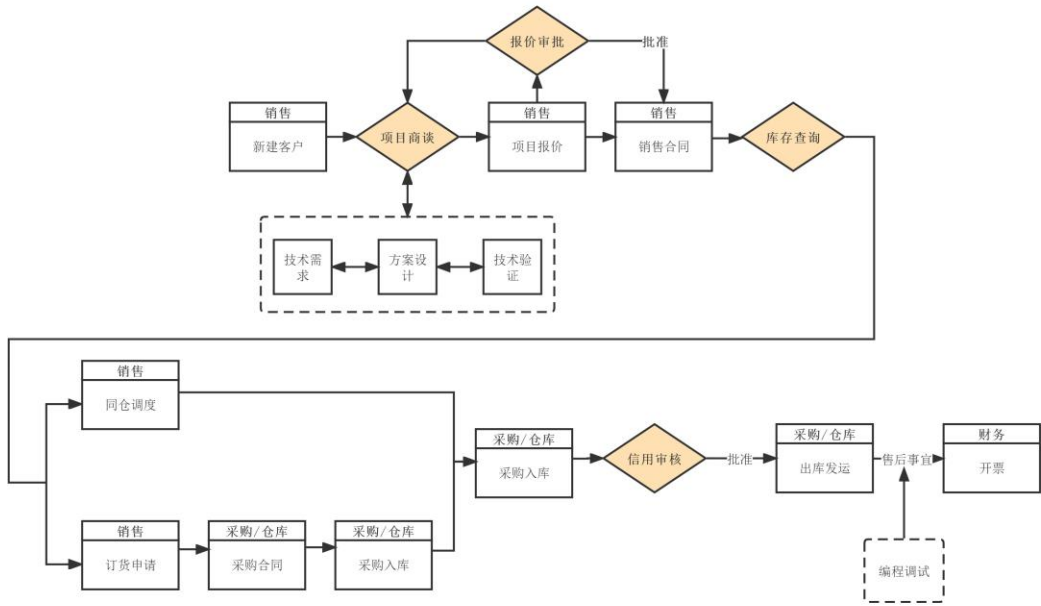 报价审批
批准
销售
新建客户
项目商谈
销售
项目报价
销售
销售合同
库存查询
技术需
求
方案设
计
技术验
证
销售
同仓调度
采购/仓库
采购入库
信用审核
批准
采购/仓库
出库发运
售后事宜
财务
开票
销售
订货申请
采购/仓库
采购合同
采购/仓库
采购入库
编程调试